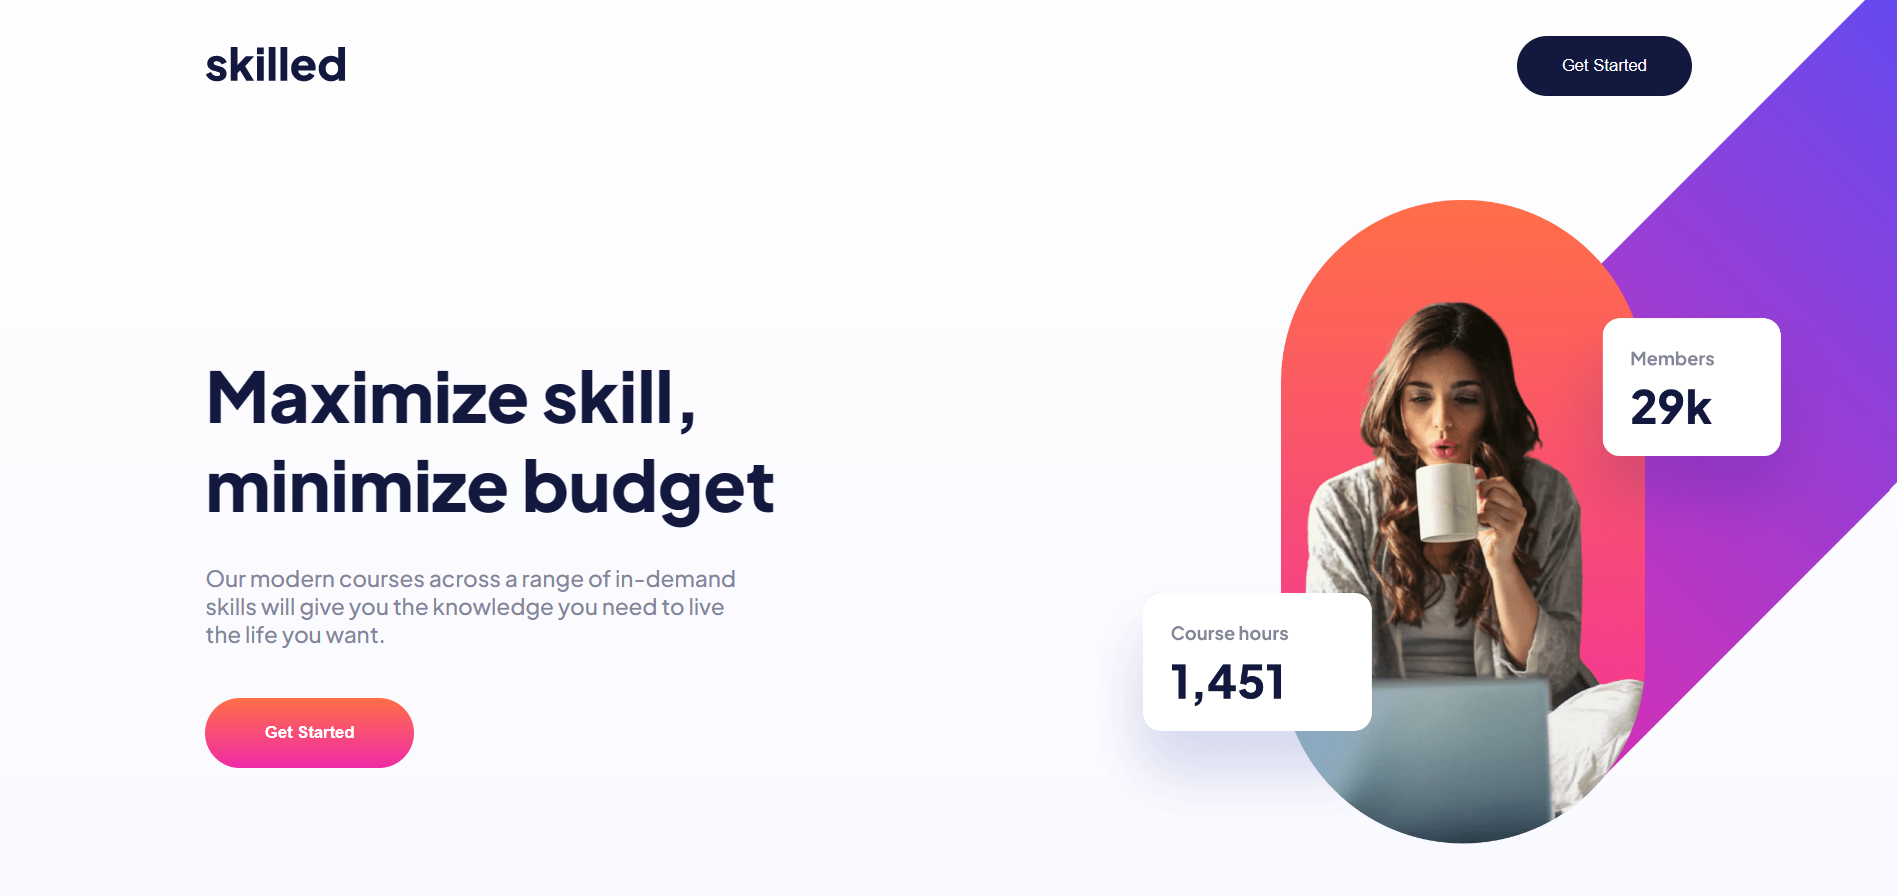 skilled
Get Started
Maximize skill,
minimize budget
Our modern courses across a range of in-demand
skills will give you the knowledge you need to live
the life you want.
Get Started
Members
29k
Course hours
1,451